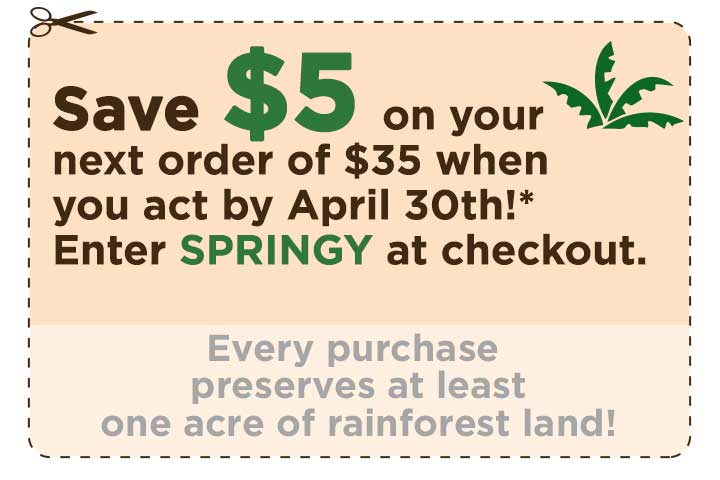 Save $5 on your
next order of $35 when
you act by April 30th!*
Enter SPRINGY at checkout.
Every purchase
preserves at least
one acre of rainforest land!